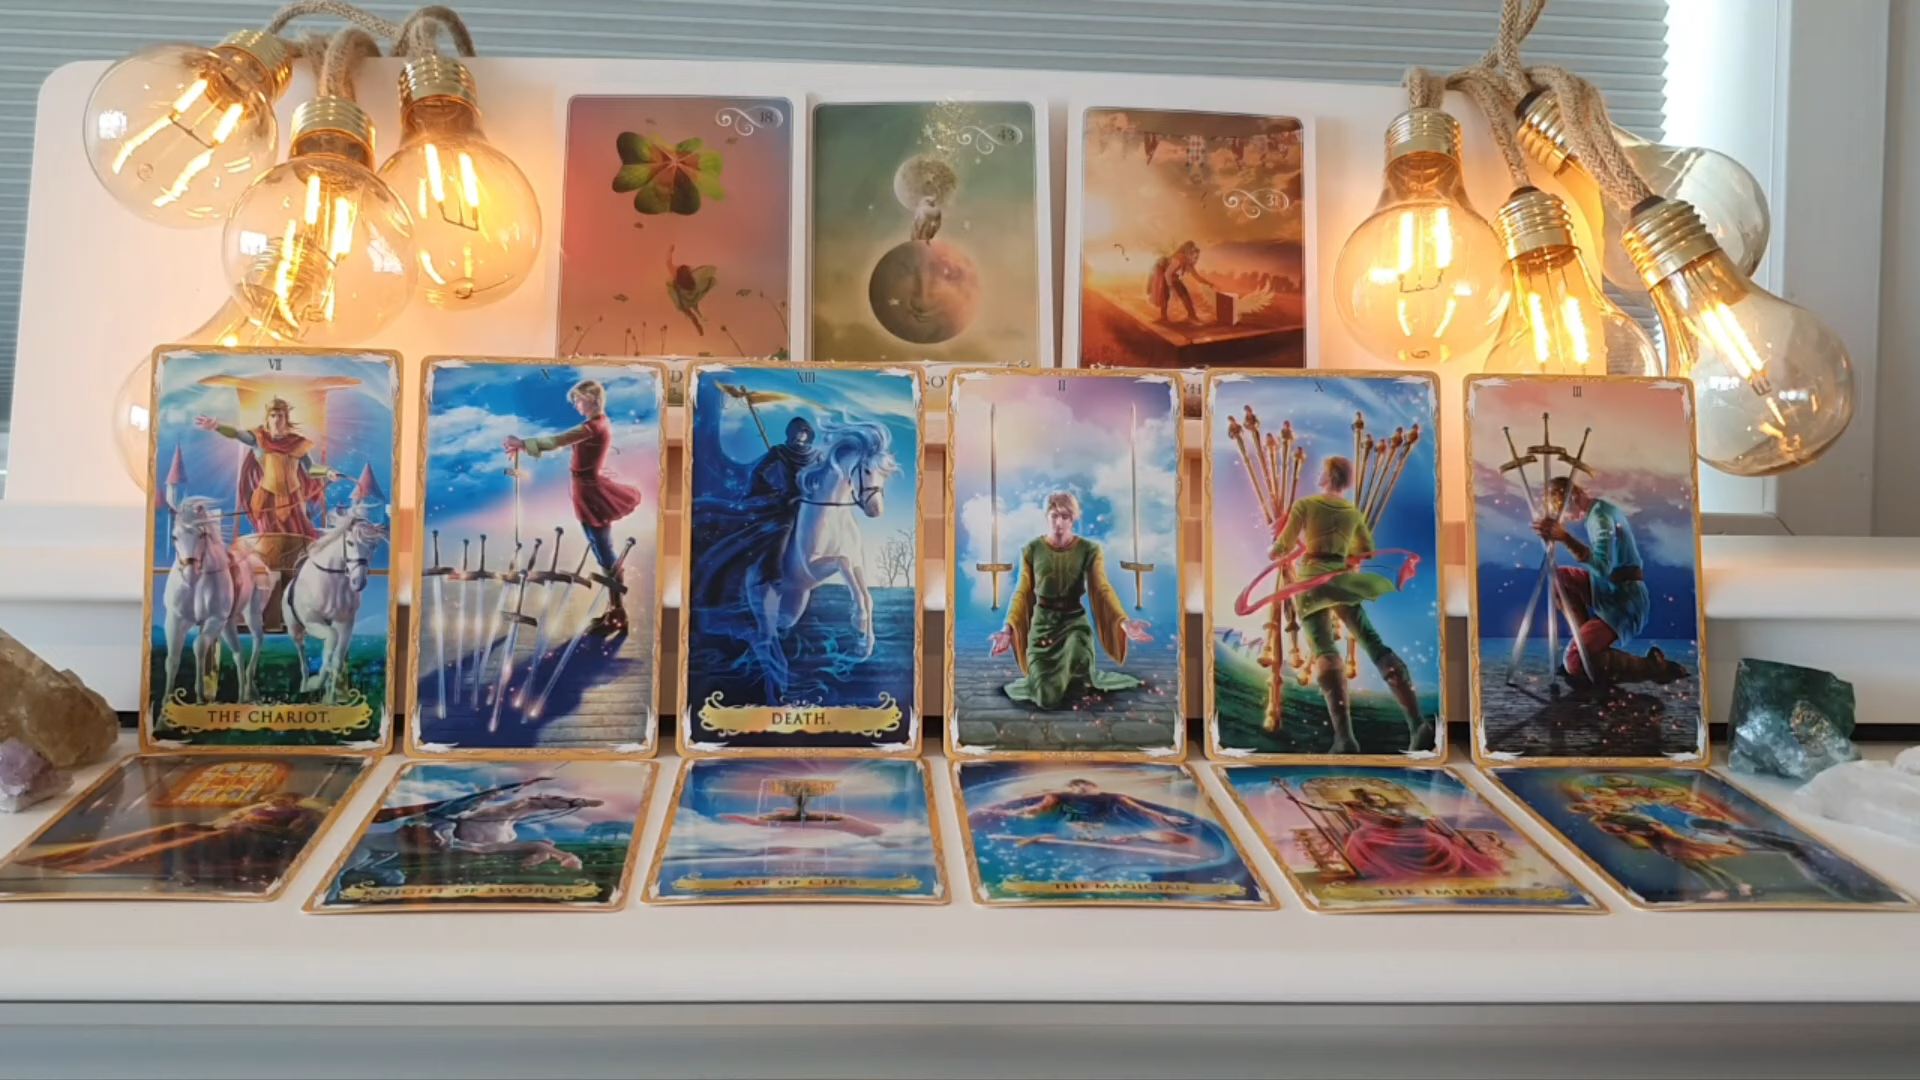 18
43
31
VII
X
XIII
II
X
III
THE CHARIOT.
DEATH.
KNIGHT OF SWORDS.
ACE OF CUPS.
THE MAGICIAN.
THE EMPEROR.